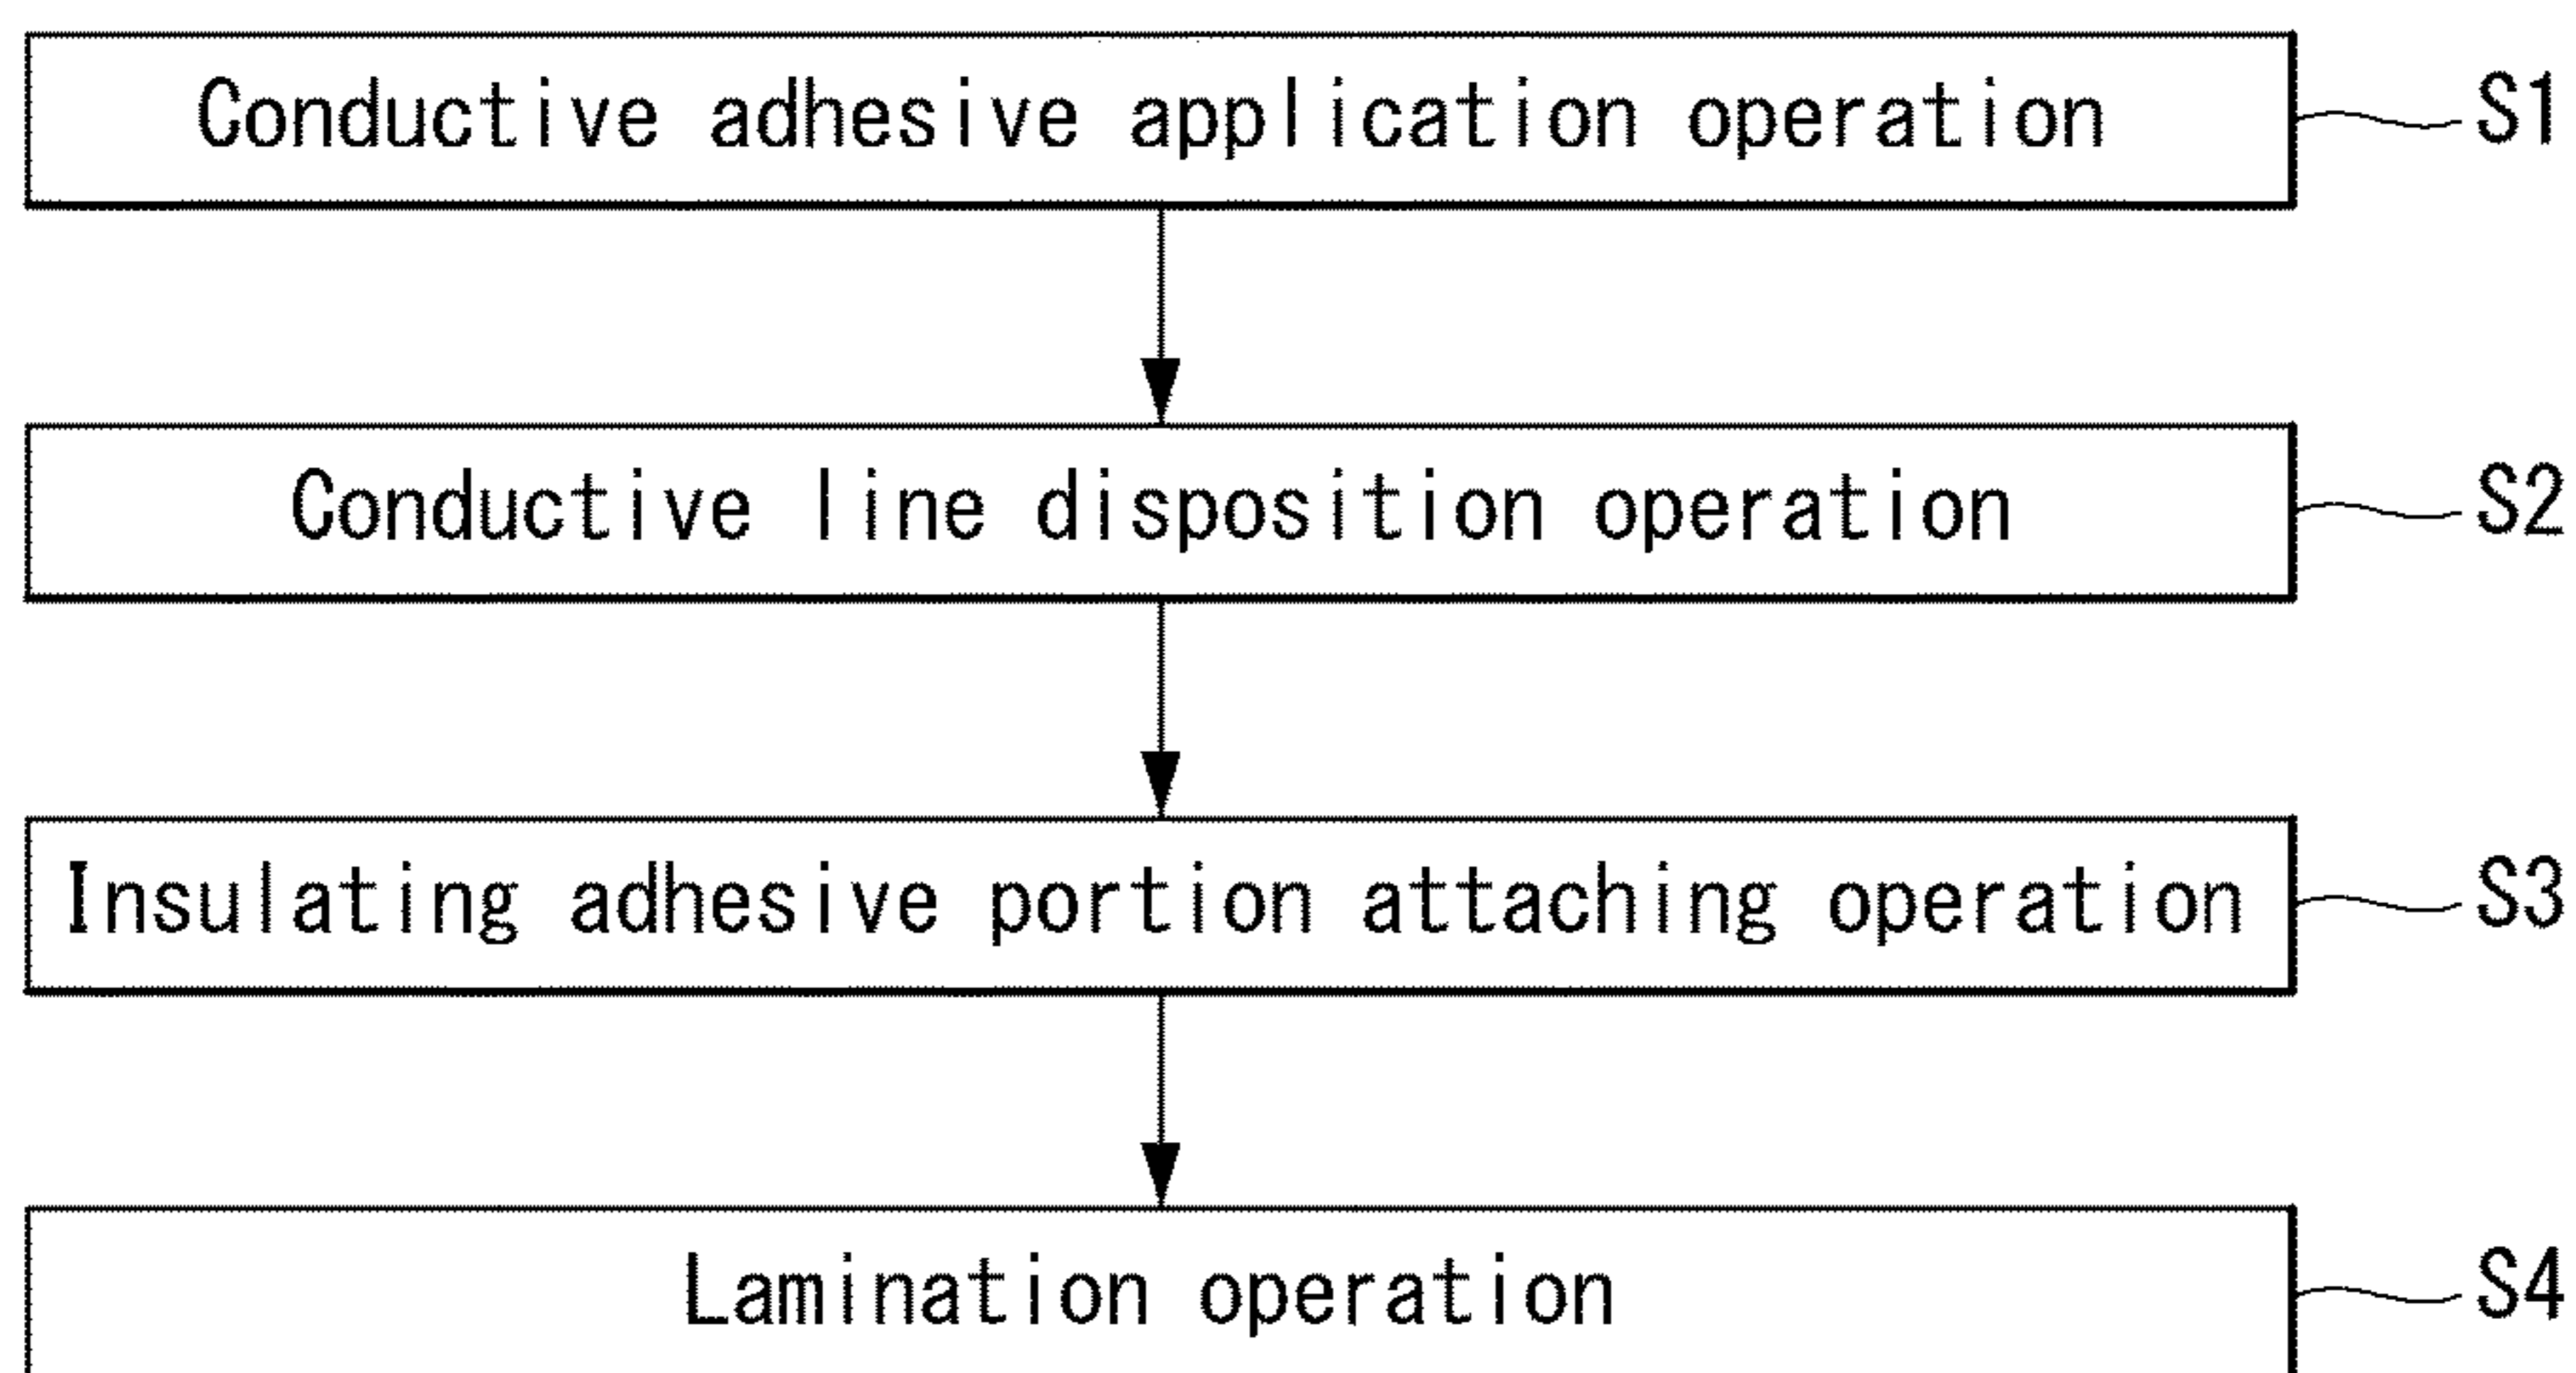 Conductive adhesive application operation S1
Conductive line disposition operation S2
Insulating adhesive portion attaching operation S3
Lamination operation S4